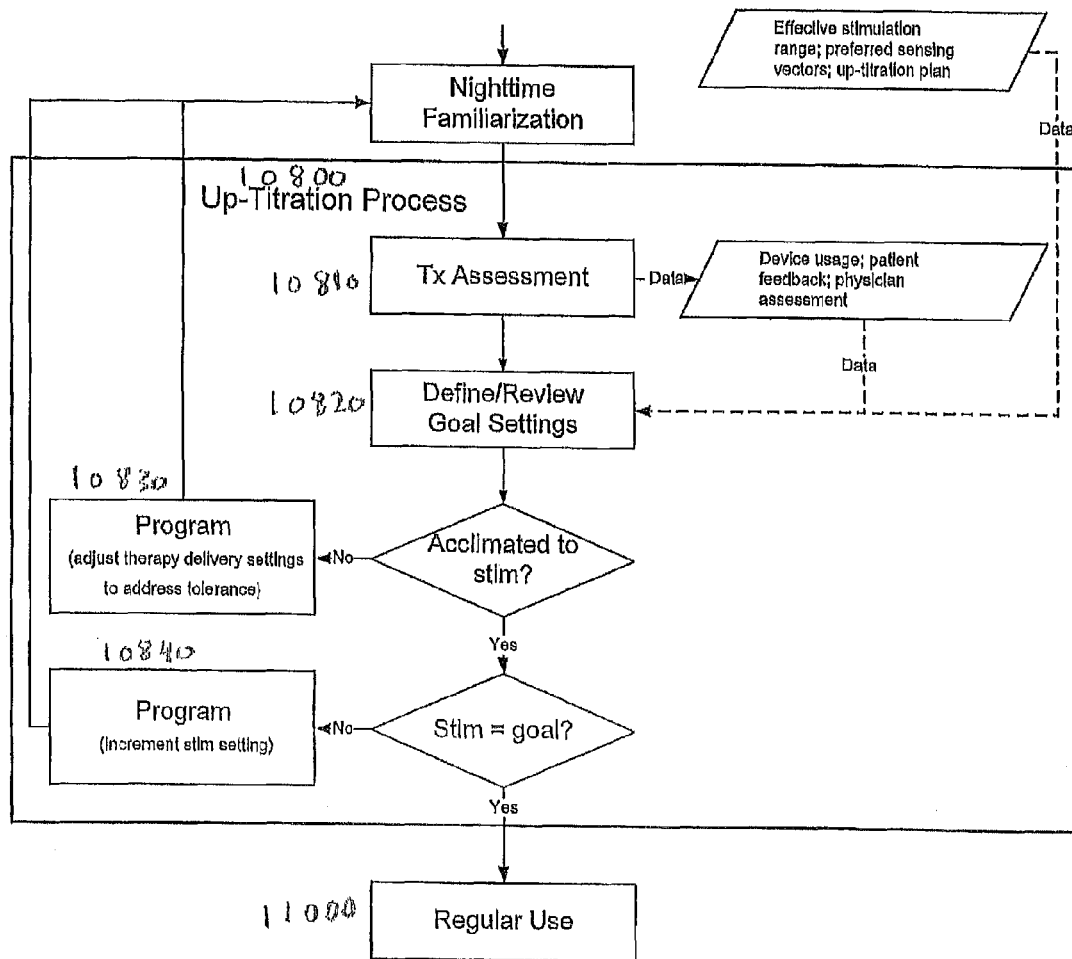 Effective stimulation
range; preferred sensing
vectors; up-titration plan
Nighttime
Familiarization
Data
10800
Up-Titration Process
10810
Tx Assessment
Data
Device usage; patient
feedback; physician
assessment
Data
10820
Define/Review
Goal Settings
10830
Program
(adjust therapy delivery settings
to address tolerance)
No
Acclimated to
stim?
Yes
10840
Program
(increment stim setting)
No
Stim = goal?
Yes
11000
Regular Use